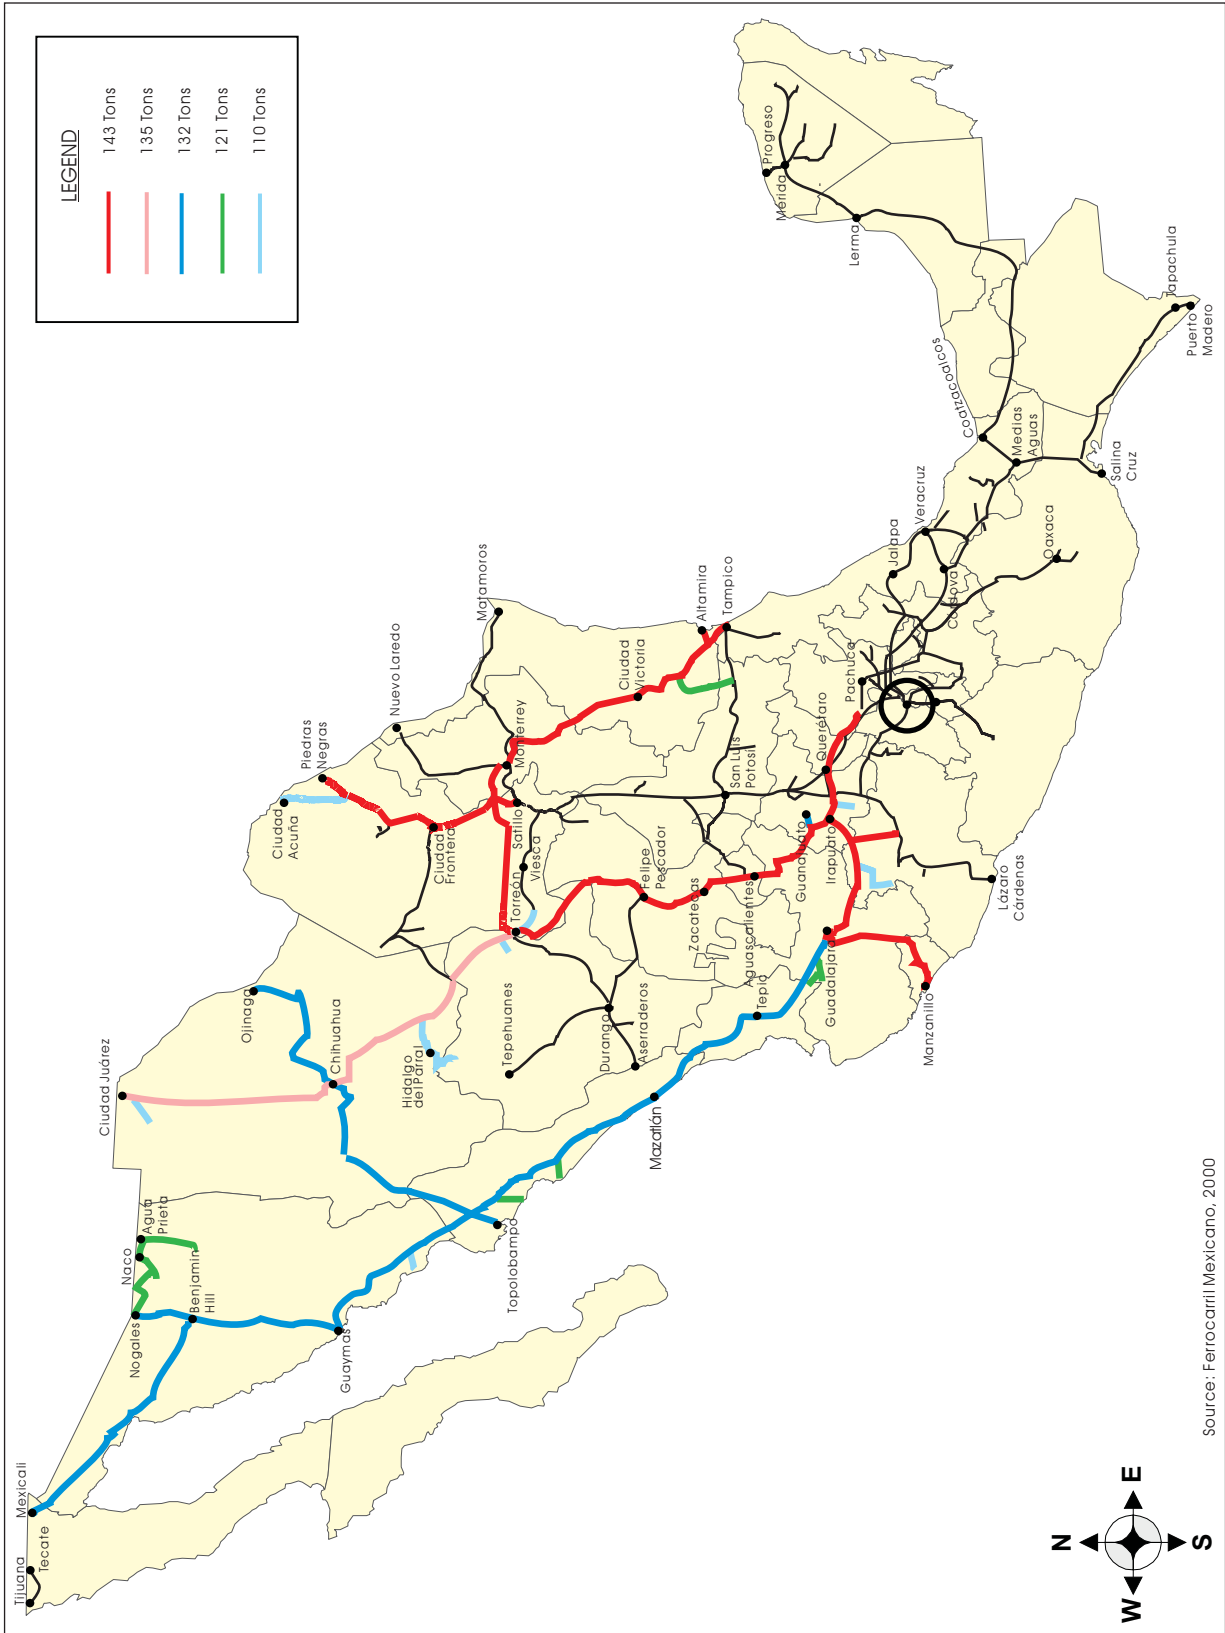 LEGEND
143 Tons
135 Tons
132 Tons
121 Tons
110 Tons
Tijuana
Tecate
Mexicali
Nogales
Naco
Agua
Prieta
Benjamin
Hill
Guaymas
Ciudad Juárez
Ojinaga
Chihuahua
Hidalgo
del Parral
Topolobampo
Mazatlán
Tepehuanes
Durango
Aserraderos
Ciudad
Acuña
Piedras
Negras
Nuevo Laredo
Matamoros
Ciudad
Frontera
Monterrey
Satillo
Viesca
Torreón
Felipe
Pescador
Zacatecas
Aguascalientes
Tepic
Guadalajara
Manzanillo
Ciudad
Victoria
Altamira
Tampico
San Luis
Potosí
Guanajuato
Irapuato
Querétaro
Pachuca
Lázaro
Cárdenas
Jalapa
Veracruz
Córdova
Oaxaca
Coatzacoalcos
Medias
Aguas
Salina
Cruz
Lerma
Merida
Progreso
Tapachula
Puerto
Madero
N
W
E
S
Source: Ferrocarril Mexicano, 2000